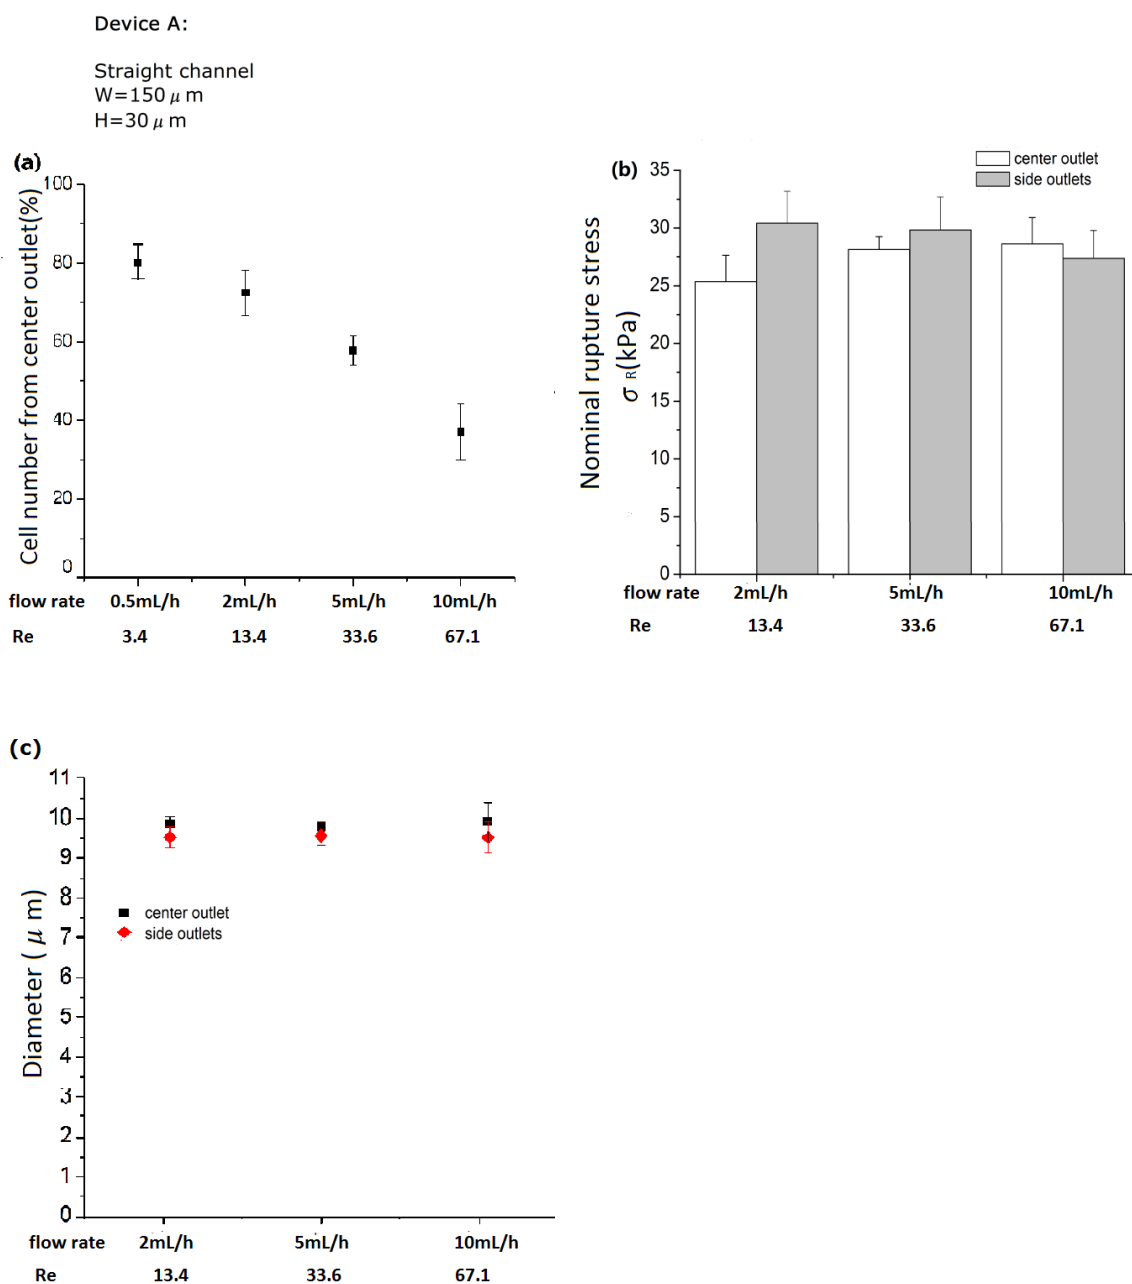 Device A:
Straight channel
W=150 μ m
H=30 μ m
(a)
Cell number from center outlet(%)
100
80
60
40
20
0
flow rate 0.5mL/h 2mL/h 5mL/h 10mL/h
Re 3.4 13.4 33.6 67.1
(b)
center outlet
side outlets
Nominal rupture stress
σ R(kPa)
35
30
25
20
15
10
5
0
flow rate 2mL/h 5mL/h 10mL/h
Re 13.4 33.6 67.1
(c)
Diameter ( μ m)
11
10
9
8
7
6
5
4
3
2
1
0
center outlet
side outlets
flow rate 2mL/h 5mL/h 10mL/h
Re 13.4 33.6 67.1